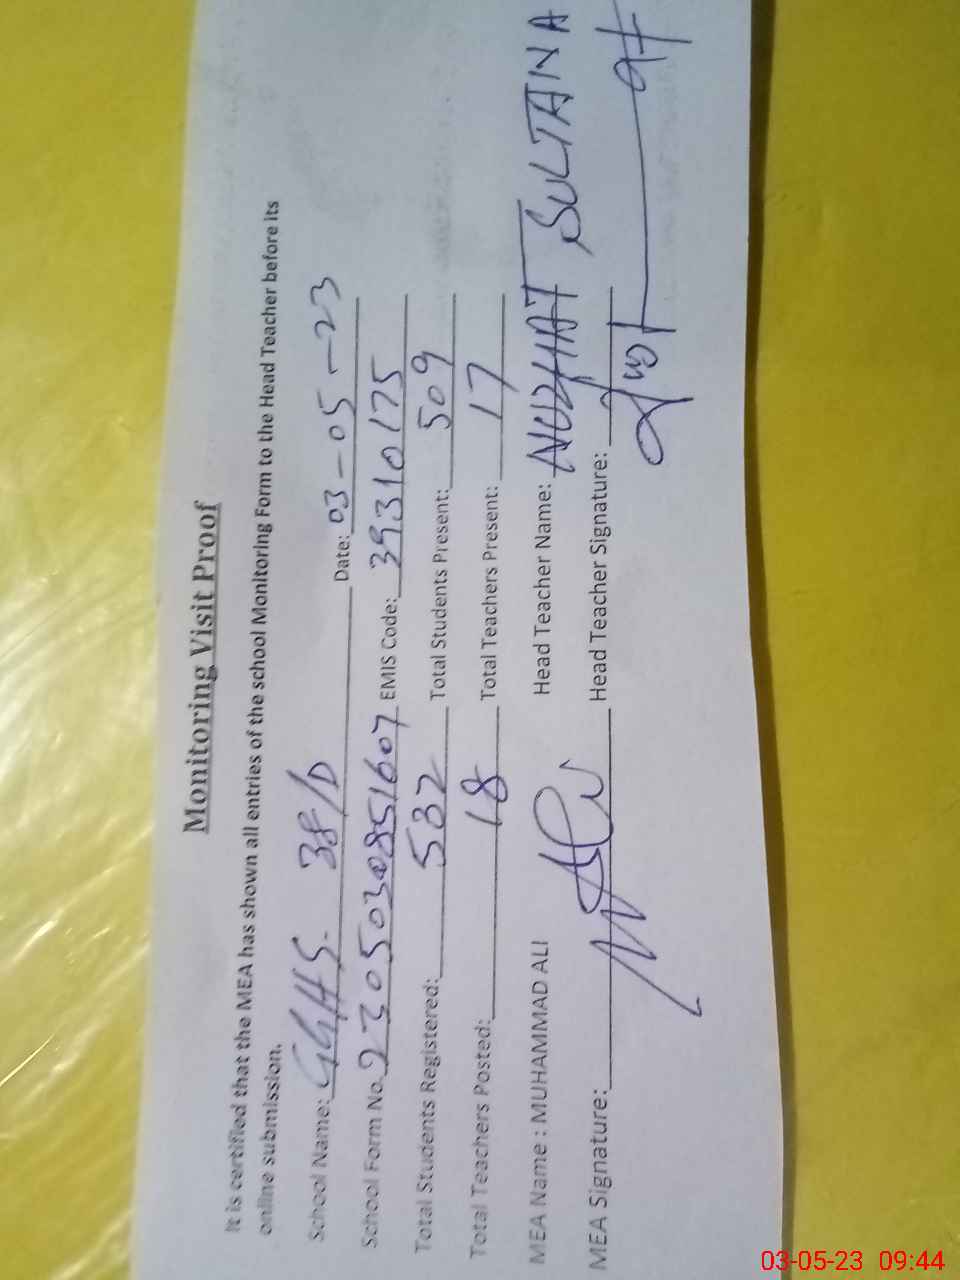 Monitoring Visit Proof
It is certified that the MEA has shown all entries of the school Monitoring Form to the Head Teacher before its
online submission.
School Name: GGHS. 38/D Date: 03-05-23
School Form No. 2305030851607 EMIS Code: 39310175
Total Students Registered: 532 Total Students Present: 509
Total Teachers Posted: 18 Total Teachers Present: 17
MEA Name : MUHAMMAD ALI Head Teacher Name: NUZHAT SULTANA
MEA Signature: Head Teacher Signature:
03-05-23 09:44